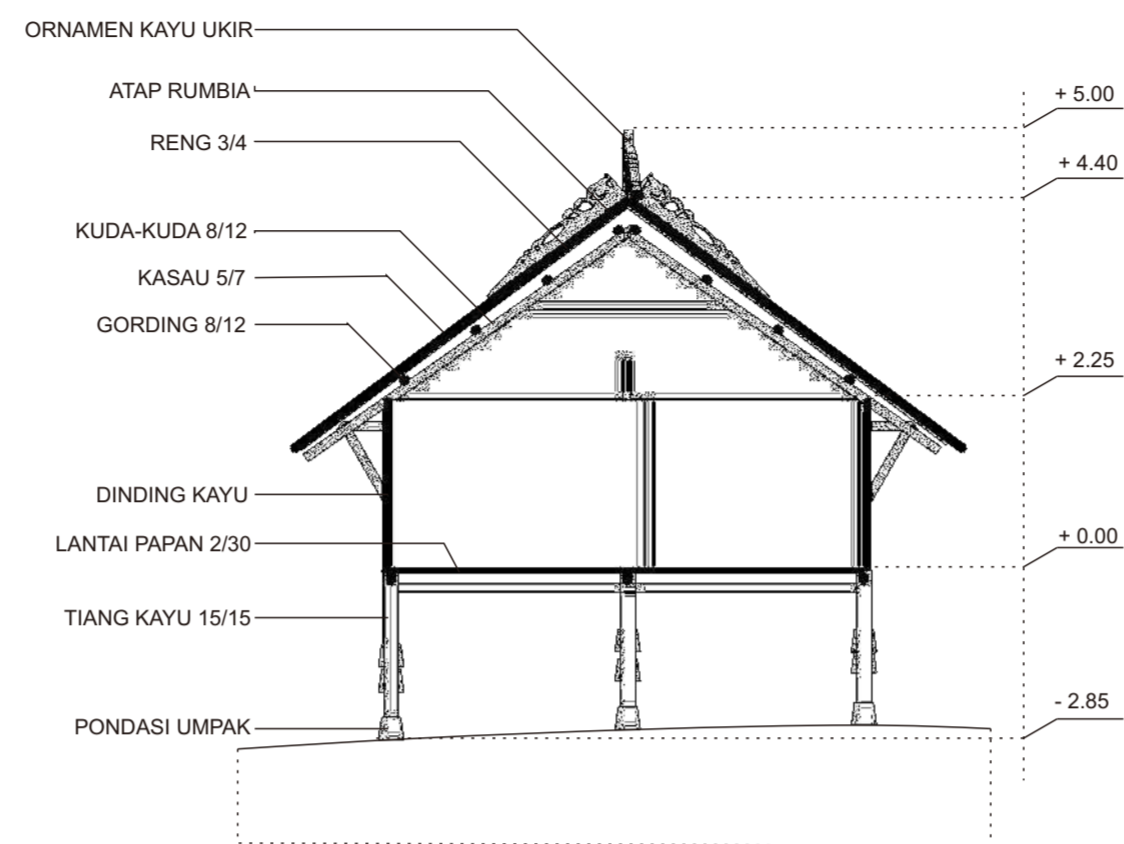 ORNAMEN KAYU UKIR
ATAP RUMBIA
RENG 3/4
KUDA-KUDA 8/12
KASAU 5/7
GORDING 8/12
DINDING KAYU
LANTAI PAPAN 2/30
TIANG KAYU 15/15
PONDASI UMPAK
+ 5.00
+ 4.40
+ 2.25
+ 0.00
- 2.85